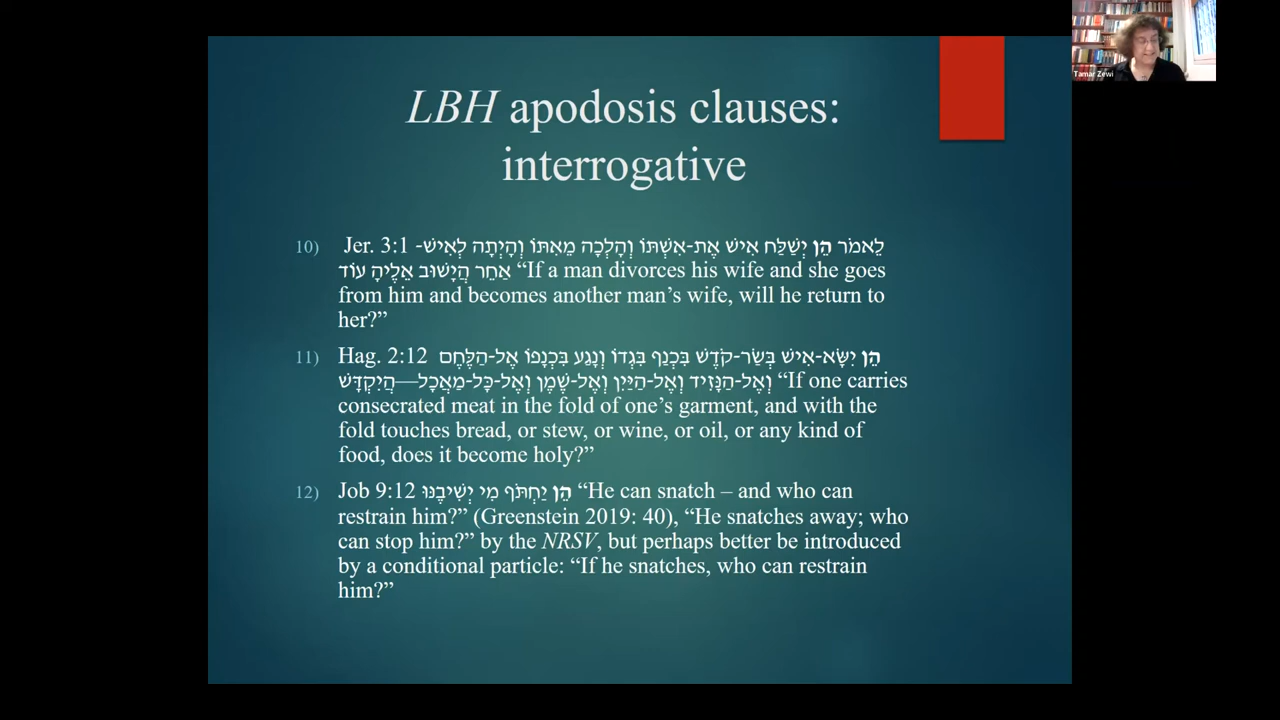 Tamar Zewi
LBH apodosis clauses:
interrogative
10) Jer. 3:1 לֵאמֹר הֵן יְשַׁלַּח אִישׁ אֶת-אִשְׁתּוֹ וְהָלְכָה מֵאִתּוֹ וְהָיְתָה לְאִישׁ-
אַחֵר הֲיָשׁוּב אֵלֶיהָ עוֹד “If a man divorces his wife and she goes
from him and becomes another man’s wife, will he return to
her?”
11) Hag. 2:12 הֵן יִשָּׂא-אִישׁ בְּשַׂר-קֹדֶשׁ בִּכְנַף בִּגְדוֹ וְנָגַע בִּכְנָפוֹ אֶל-הַלֶּחֶם
וְאֶל-הַנָּזִיד וְאֶל-הַיַּיִן וְאֶל-שֶׁמֶן וְאֶל-כָּל-מַאֲכָל—הֲיִקְדָּשׁ “If one carries
consecrated meat in the fold of one’s garment, and with the
fold touches bread, or stew, or wine, or oil, or any kind of
food, does it become holy?”
12) Job 9:12 הֵן יַחְתֹּף מִי יְשִׁיבֶנּוּ “He can snatch – and who can
restrain him?” (Greenstein 2019: 40), “He snatches away; who
can stop him?” by the NRSV, but perhaps better be introduced
by a conditional particle: “If he snatches, who can restrain
him?”